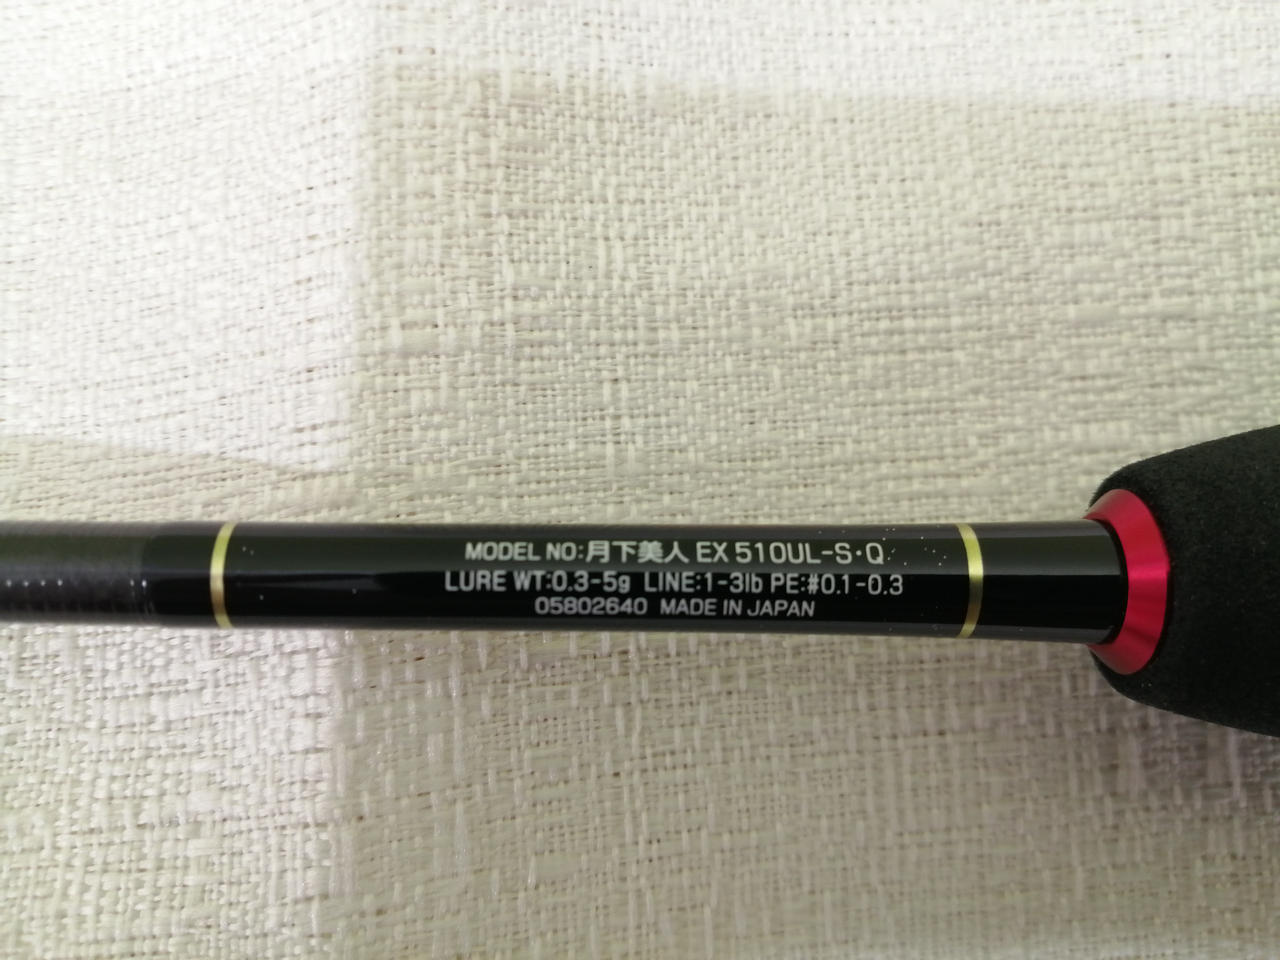 MODEL NO:月下美人 EX 510UL-S・Q
LURE WT:0.3-5g LINE:1-3lb PE:#0.1-0.3
05802640 MADE IN JAPAN